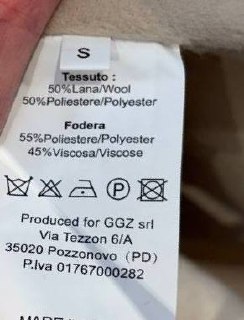 S
Tessuto :
50%Lana/Wool
50%Poliestere/Polyester
Fodera
55%Poliestere/Polyester
45%Viscosa/Viscose
P
Produced for GGZ srl
Via Tezzon 6/A
35020 Pozzonovo (PD)
P.Iva 01767000282
MADE